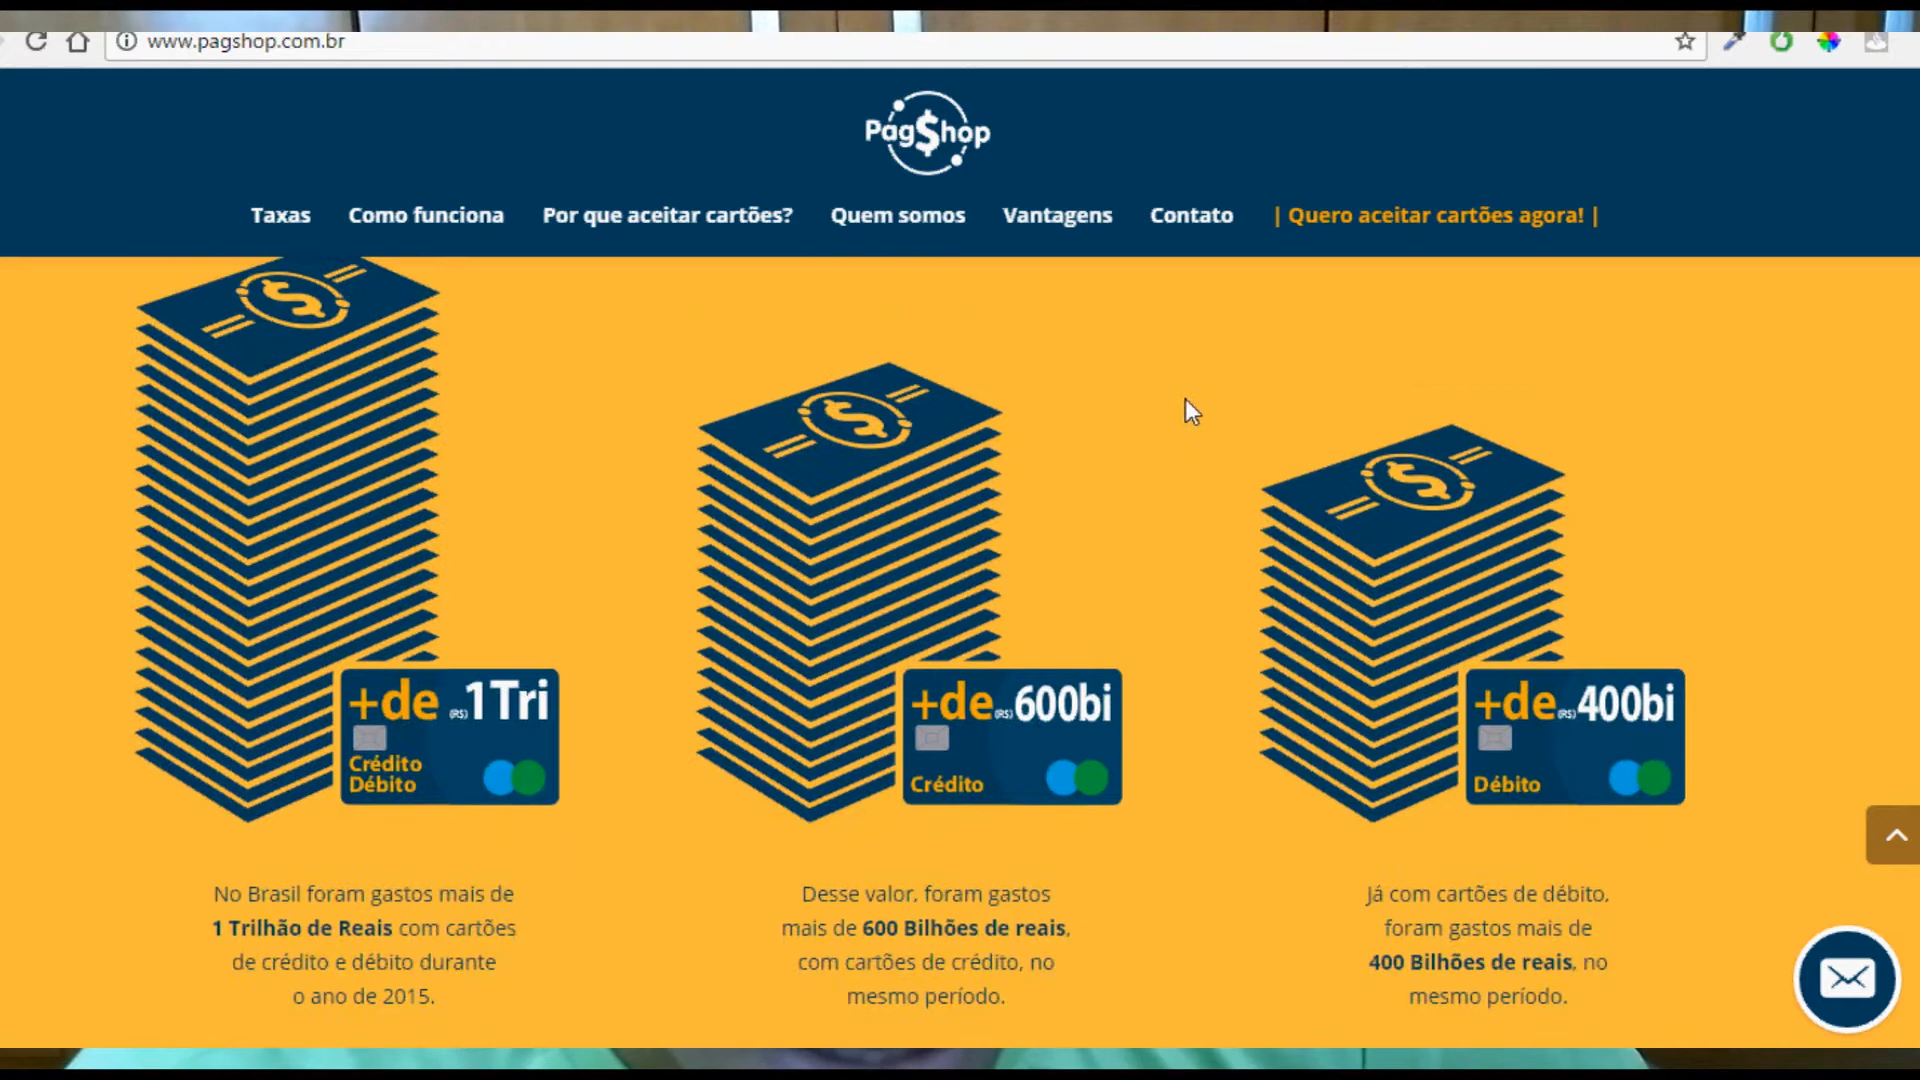 www.pagshop.com.br
Pag$hop
Taxas Como funciona Por que aceitar cartões? Quem somos Vantagens Contato | Quero aceitar cartões agora! |
+de (R$) 1Tri
Crédito
Débito
+de (R$) 600bi
Crédito
+de (R$) 400bi
Débito
No Brasil foram gastos mais de
1 Trilhão de Reais com cartões
de crédito e débito durante
o ano de 2015.
Desse valor, foram gastos
mais de 600 Bilhões de reais,
com cartões de crédito, no
mesmo período.
Já com cartões de débito,
foram gastos mais de
400 Bilhões de reais, no
mesmo período.